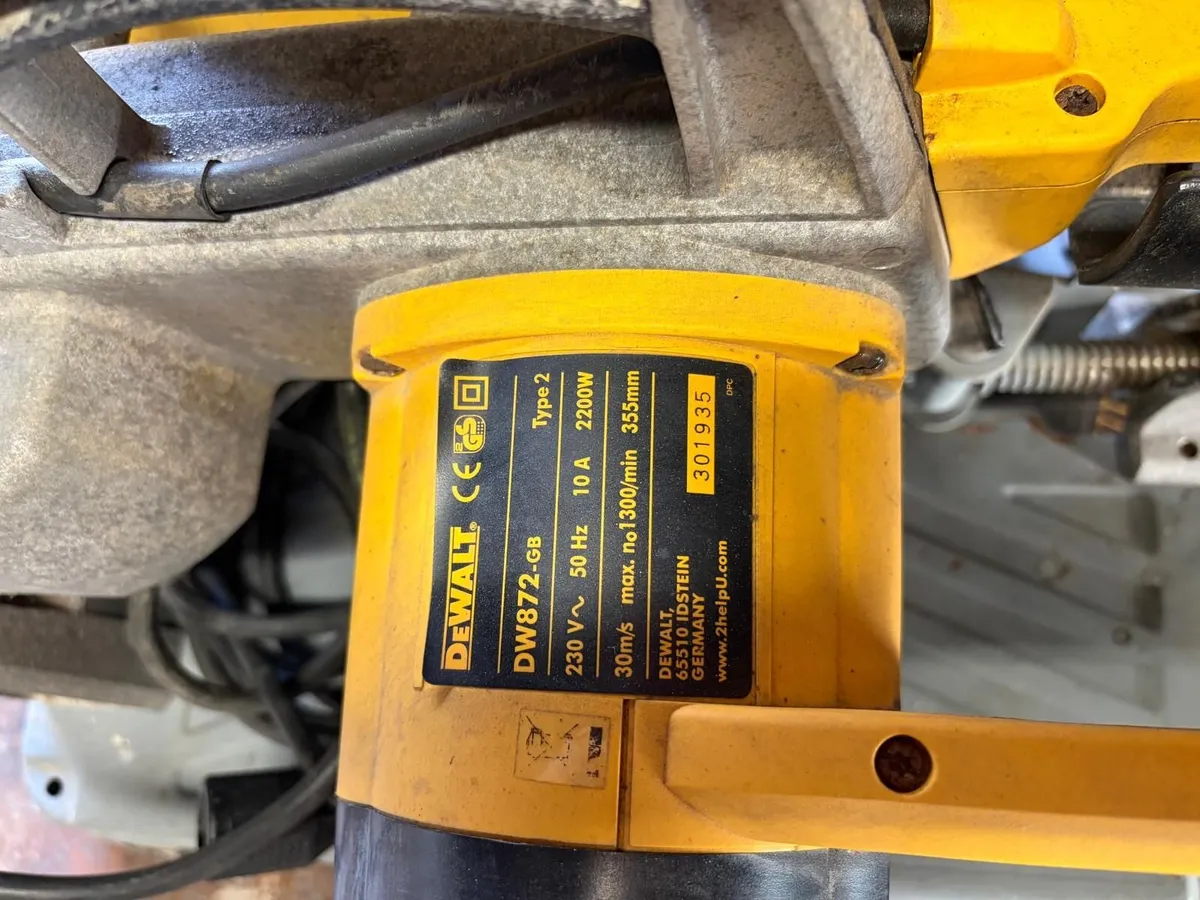 DEWALT®
CE GS
DW872-GB Type 2
230 V ~ 50 Hz 10 A 2200W
30m/s max. no1300/min 355mm
DEWALT,
65510 IDSTEIN
GERMANY
www.2helpU.com
301935
DPC